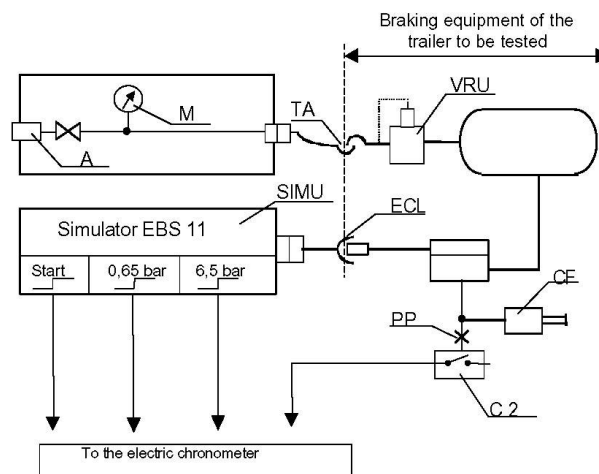 Braking equipment of the
trailer to be tested
M
TA
VRU
A
SIMU
ECL
Simulator EBS 11
Start
0,65 bar
6,5 bar
CF
PP
C 2
To the electric chronometer